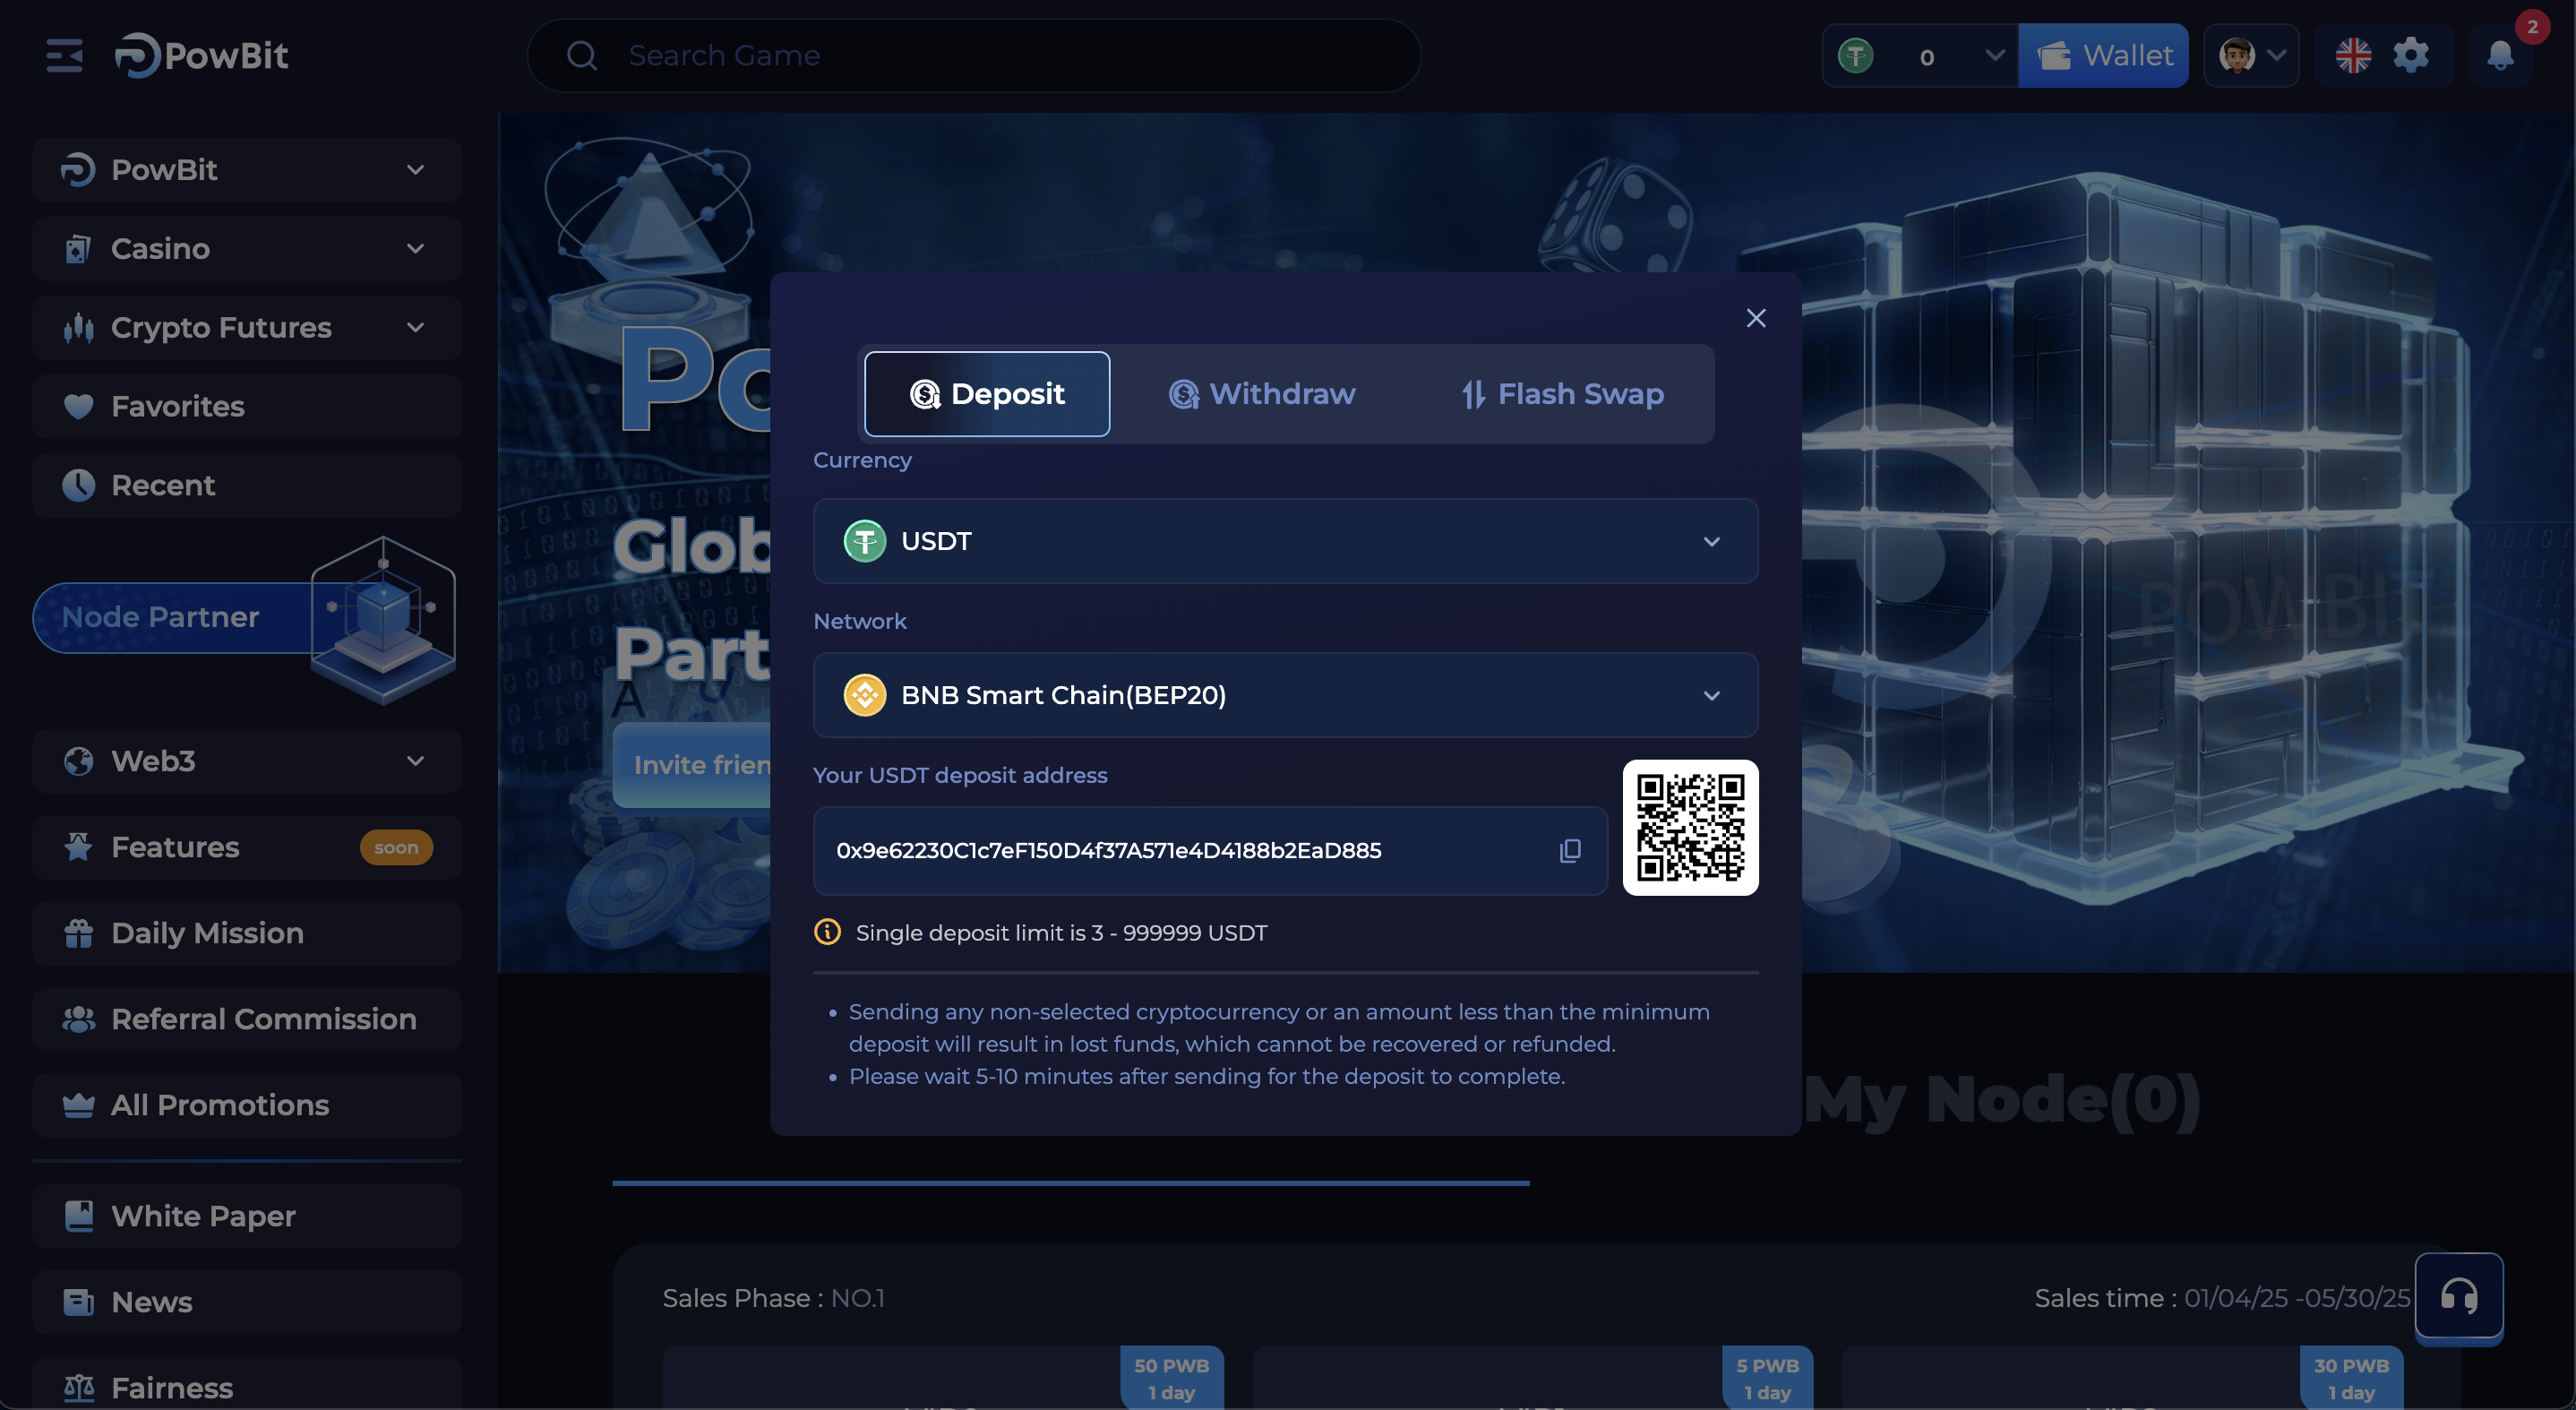 PowBit
Search Game
0
Wallet
2
PowBit
Casino
Crypto Futures
Favorites
Recent
Node Partner
Web3
Features
soon
Daily Mission
Referral Commission
All Promotions
White Paper
News
Fairness
Glob
Part
A
Invite frien
POWBIT
Deposit
Withdraw
Flash Swap
Currency
USDT
Network
BNB Smart Chain(BEP20)
Your USDT deposit address
0x9e62230C1c7eF150D4f37A571e4D4188b2EaD885
Single deposit limit is 3 - 999999 USDT
• Sending any non-selected cryptocurrency or an amount less than the minimum
deposit will result in lost funds, which cannot be recovered or refunded.
• Please wait 5-10 minutes after sending for the deposit to complete.
My Node(0)
Sales Phase : NO.1
Sales time : 01/04/25 -05/30/25
50 PWB
1 day
5 PWB
1 day
30 PWB
1 day